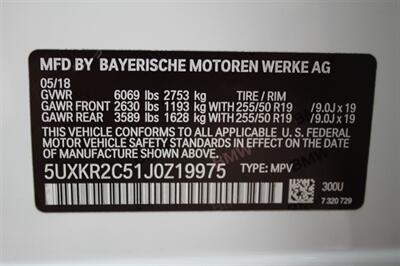 MFD BY BAYERISCHE MOTOREN WERKE AG
05/18
GVWR 6069 lbs 2753 kg TIRE / RIM
GAWR FRONT 2630 lbs 1193 kg WITH 255/50 R19 /9.0J x 19
GAWR REAR 3589 lbs 1628 kg WITH 255/50 R19 /9.0J x 19
THIS VEHICLE CONFORMS TO ALL APPLICABLE U.S. FEDERAL
MOTOR VEHICLE SAFETY AND THEFT PREVENTION STANDARDS
IN EFFECT ON THE DATE OF MANUFACTURE SHOWN ABOVE.
5UXKR2C51J0Z19975 TYPE: MPV
300U
7 320 729